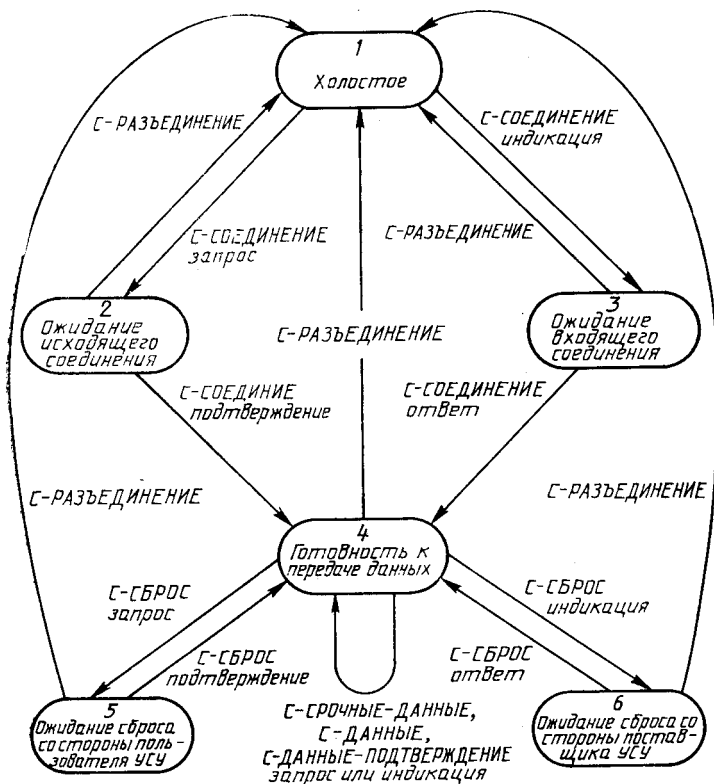 1
Холостое
С-РАЗЪЕДИНЕНИЕ
С-СОЕДИНЕНИЕ
индикация
С-СОЕДИНЕНИЕ
запрос
С-РАЗЪЕДИНЕНИЕ
2
Ожидание
исходящего
соединения
С-РАЗЪЕДИНЕНИЕ
3
Ожидание
входящего
соединения
С-СОЕДИНИЕ
подтверждение
С-СОЕДИНЕНИЕ
ответ
С-РАЗЪЕДИНЕНИЕ
С-РАЗЪЕДИНЕНИЕ
4
Готовность к
передаче данных
С-СБРОС
запрос
С-СБРОС
индикация
С-СБРОС
подтверждение
С-СБРОС
ответ
5
Ожидание сброса
со стороны поль-
зователя УСУ
С-СРОЧНЫЕ-ДАННЫЕ,
С-ДАННЫЕ,
С-ДАННЫЕ-ПОДТВЕРЖДЕНИЕ
запрос или индикация
6
Ожидание сброса со
стороны постав-
щика УСУ